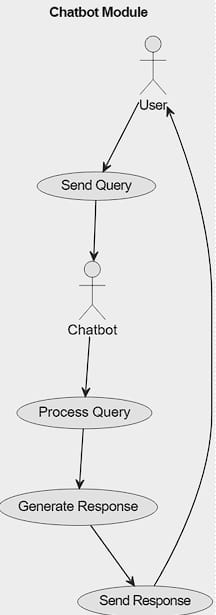 Chatbot Module
User
Send Query
Chatbot
Process Query
Generate Response
Send Response